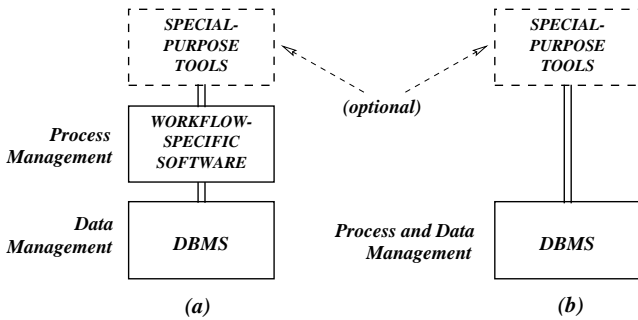 SPECIAL-
PURPOSE
TOOLS
SPECIAL-
PURPOSE
TOOLS
(optional)
Process
Management
WORKFLOW-
SPECIFIC
SOFTWARE
Data
Management
DBMS
Process and Data
Management
DBMS
(a)
(b)